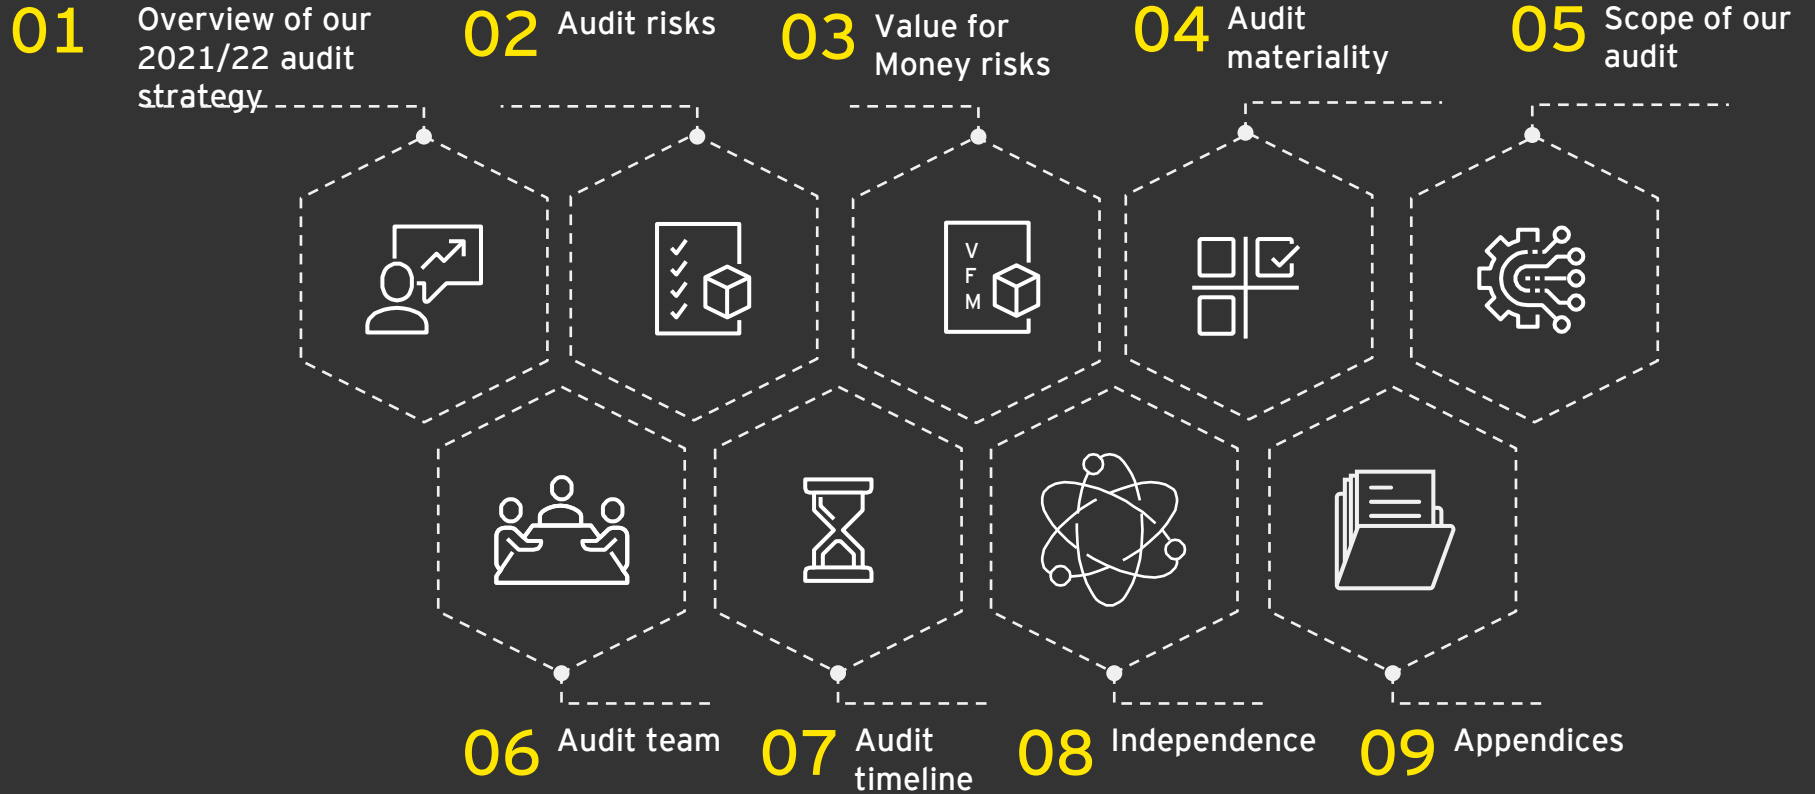 01 Overview of our
2021/22 audit
strategy
02 Audit risks
03 Value for
Money risks
04 Audit
materiality
05 Scope of our
audit
V
F
M
06 Audit team
07 Audit
timeline
08 Independence
09 Appendices